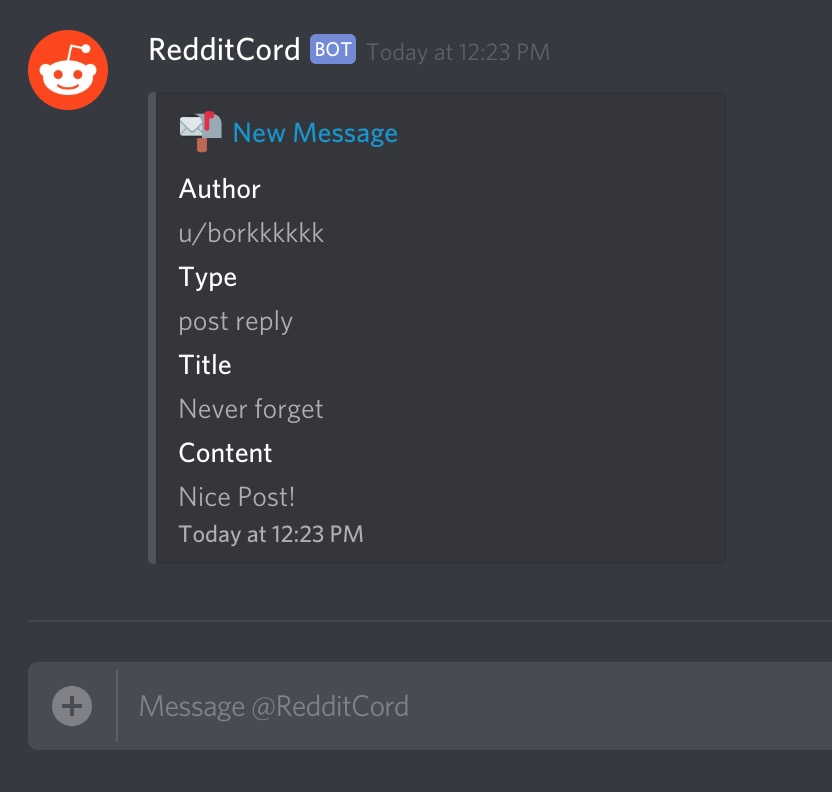 RedditCord BOT Today at 12:23 PM
New Message
Author
u/borkkkkkk
Type
post reply
Title
Never forget
Content
Nice Post!
Today at 12:23 PM
Message @RedditCord